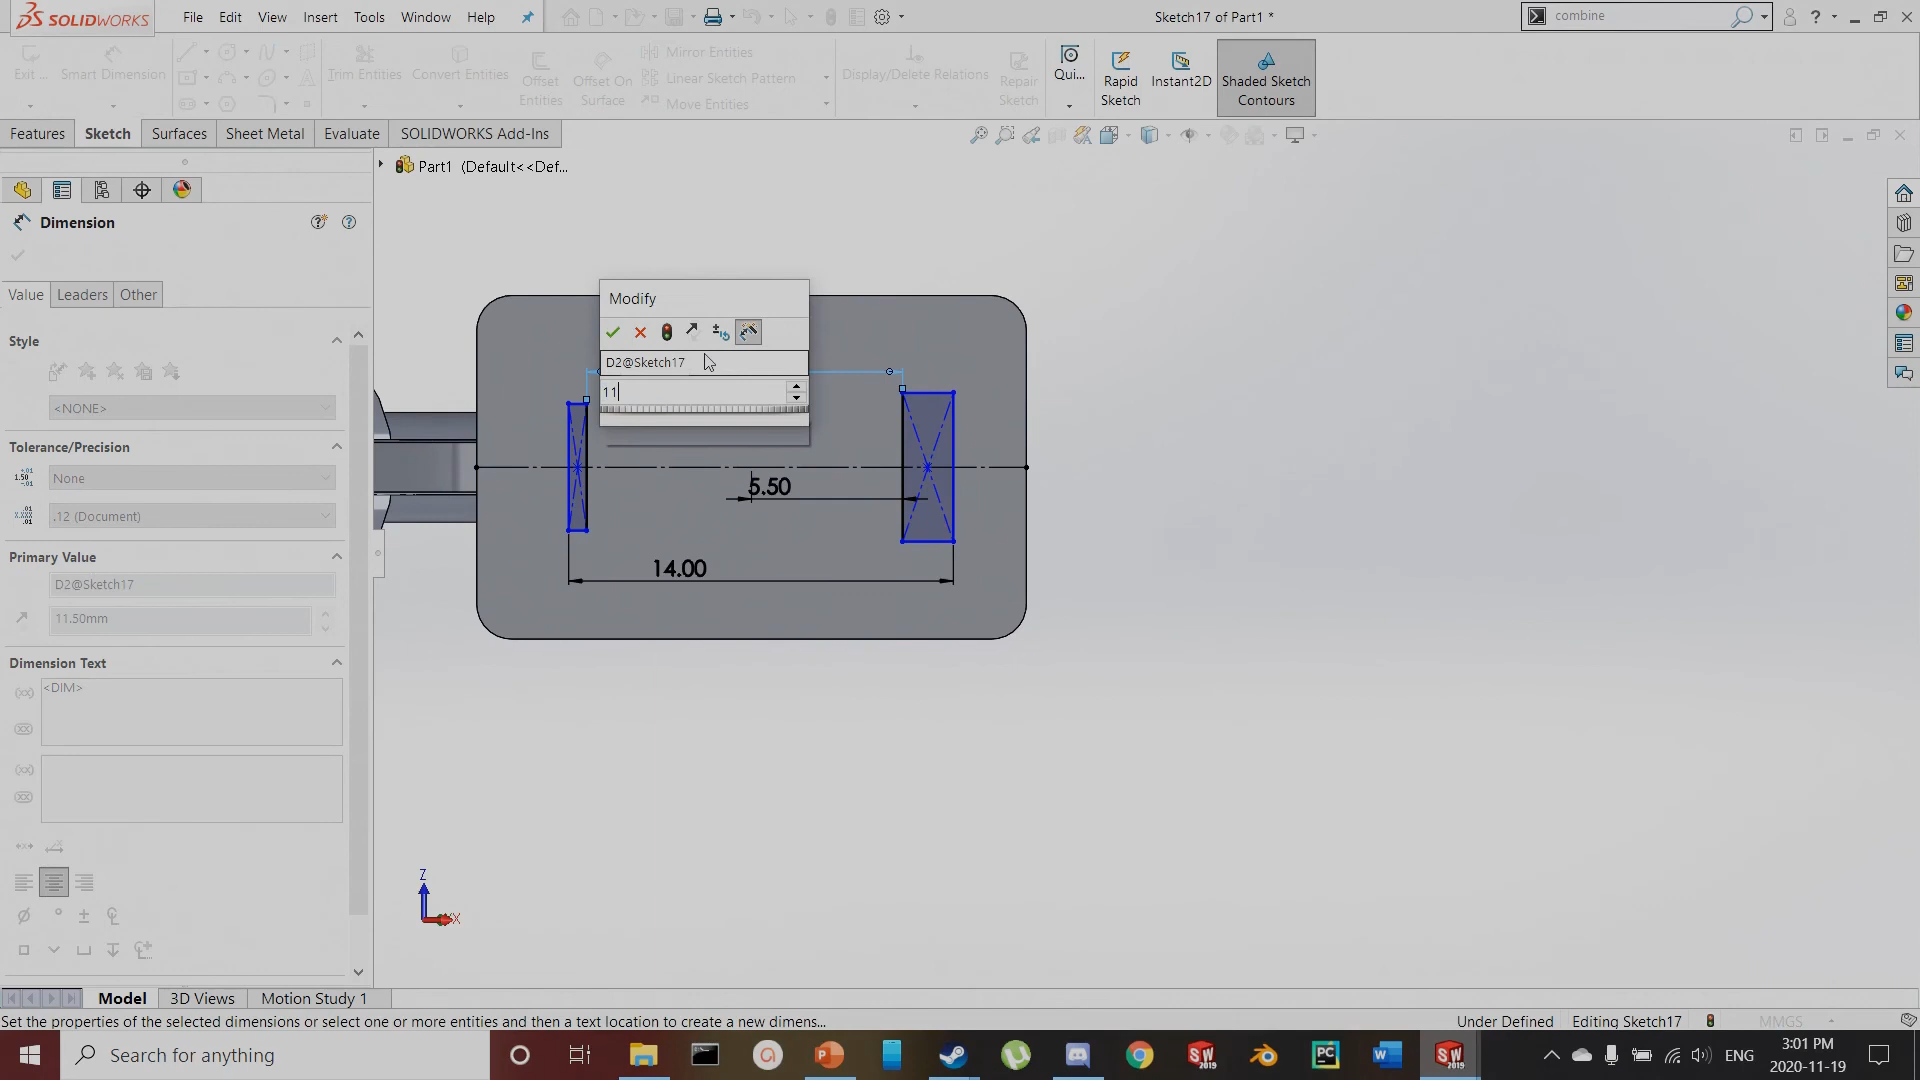 SOLIDWORKS
File Edit View Insert Tools Window Help
Sketch17 of Part1 *
combine
Exit ...
Smart Dimension
Trim Entities
Convert Entities
Offset Entities
Offset On Surface
Mirror Entities
Linear Sketch Pattern
Move Entities
Display/Delete Relations
Repair Sketch
Qui...
Rapid Sketch
Instant2D
Shaded Sketch Contours
Features Sketch Surfaces Sheet Metal Evaluate SOLIDWORKS Add-Ins
Part1 (Default<<Def...
Dimension
Value Leaders Other
Style
<NONE>
Tolerance/Precision
None
.12 (Document)
Primary Value
D2@Sketch17
11.50mm
Dimension Text
<DIM>
Modify
D2@Sketch17
11
5.50
14.00
Z
X
Model 3D Views Motion Study 1
Set the properties of the selected dimensions or select one or more entities and then a text location to create a new dimens...
Under Defined Editing Sketch17 MMGS
Search for anything
ENG
3:01 PM
2020-11-19